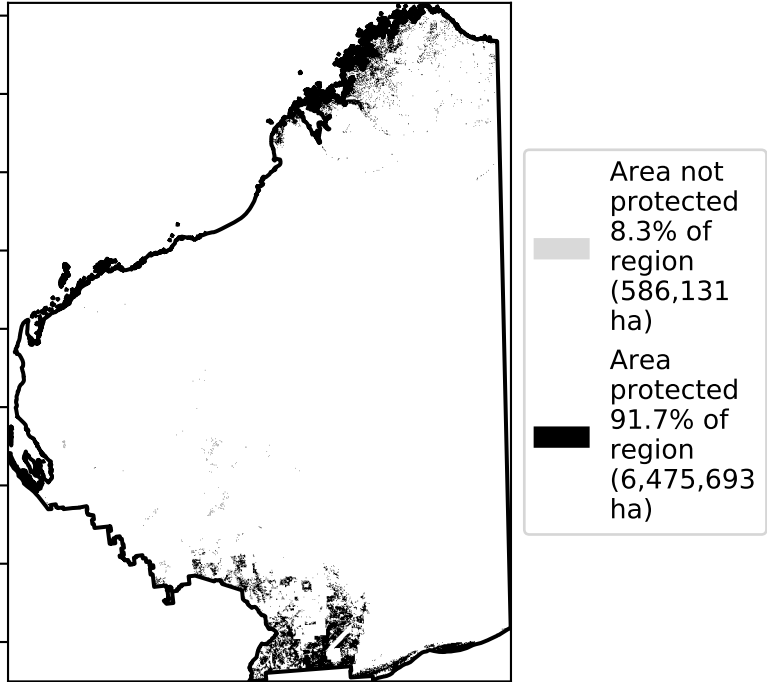 Area not
protected
8.3% of
region
(586,131
ha)
Area
protected
91.7% of
region
(6,475,693
ha)